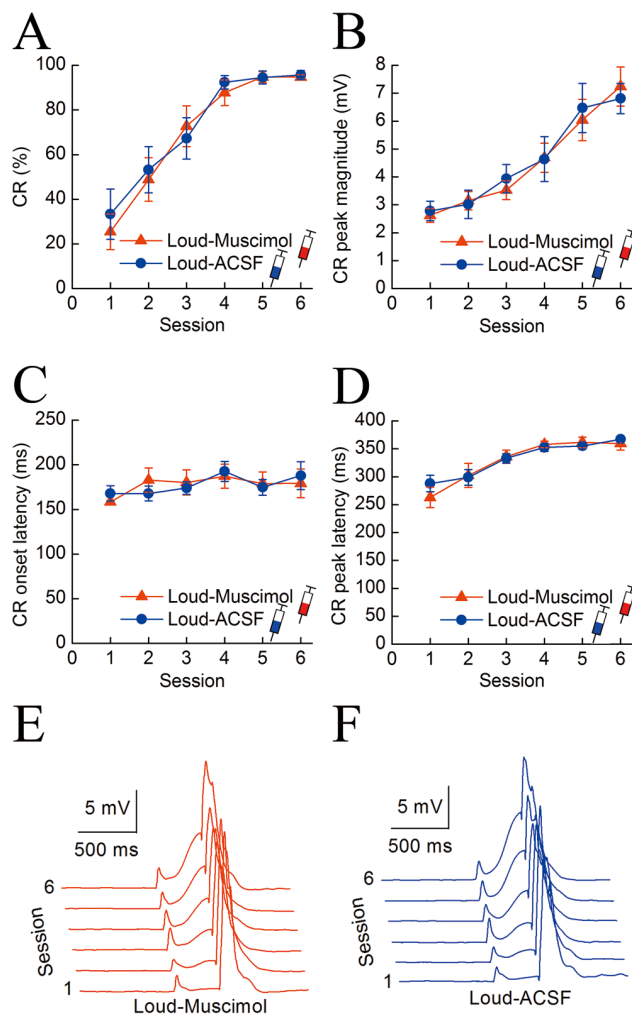 A
CR (%)
100
80
60
40
20
0
Loud-Muscimol
Loud-ACSF
0 1 2 3 4 5 6
Session
B
CR peak magnitude (mV)
8
7
6
5
4
3
2
1
0
Loud-Muscimol
Loud-ACSF
0 1 2 3 4 5 6
Session
C
CR onset latency (ms)
250
200
150
100
50
0
Loud-Muscimol
Loud-ACSF
0 1 2 3 4 5 6
Session
D
CR peak latency (ms)
400
350
300
250
200
150
100
50
0
Loud-Muscimol
Loud-ACSF
0 1 2 3 4 5 6
Session
E
5 mV
500 ms
6
Session
1
Loud-Muscimol
F
5 mV
500 ms
6
Session
1
Loud-ACSF